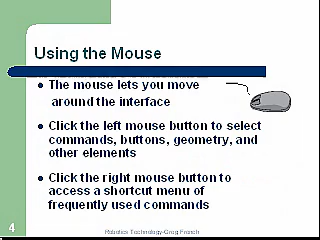 Using the Mouse
• The mouse lets you move
around the interface
• Click the left mouse button to select
commands, buttons, geometry, and
other elements
• Click the right mouse button to
access a shortcut menu of
frequently used commands
4
Robotics Technology-Greg French